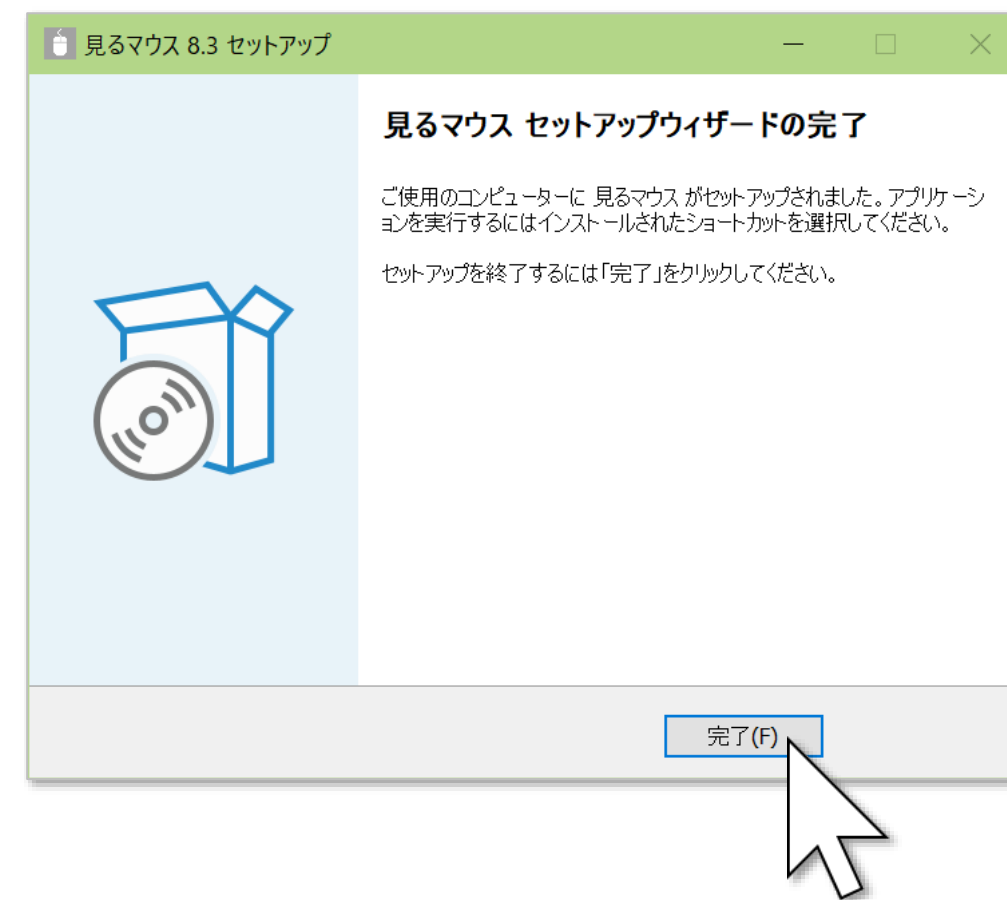 見るマウス 8.3 セットアップ
見るマウス セットアップウィザードの完了
ご使用のコンピューターに 見るマウス がセットアップされました。アプリケーシ
ョンを実行するにはインストールされたショートカットを選択してください。
セットアップを終了するには「完了」をクリックしてください。
完了(F)